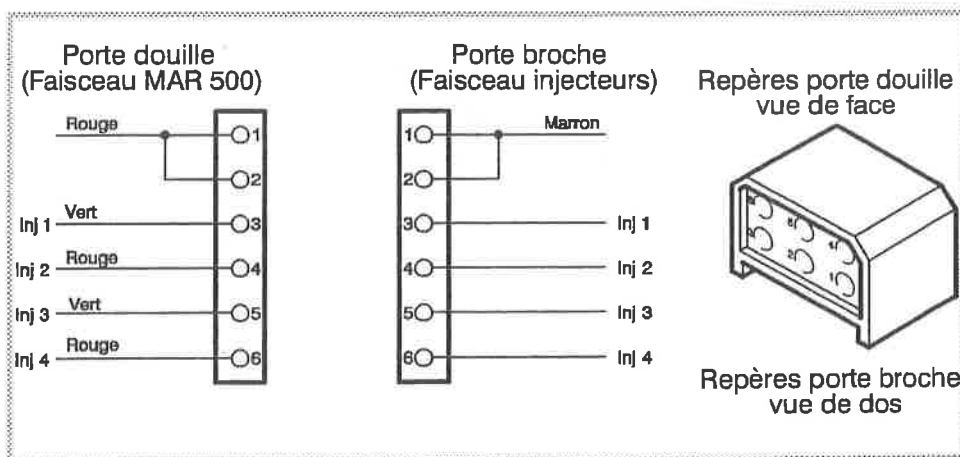 Porte douille
(Faisceau MAR 500)
Rouge
1
2
Inj 1 Vert 3
Inj 2 Rouge 4
Inj 3 Vert 5
Inj 4 Rouge 6
Porte broche
(Faisceau injecteurs)
1 Marron
2
3 Inj 1
4 Inj 2
5 Inj 3
6 Inj 4
Repères porte douille
vue de face
2 1
Repères porte broche
vue de dos